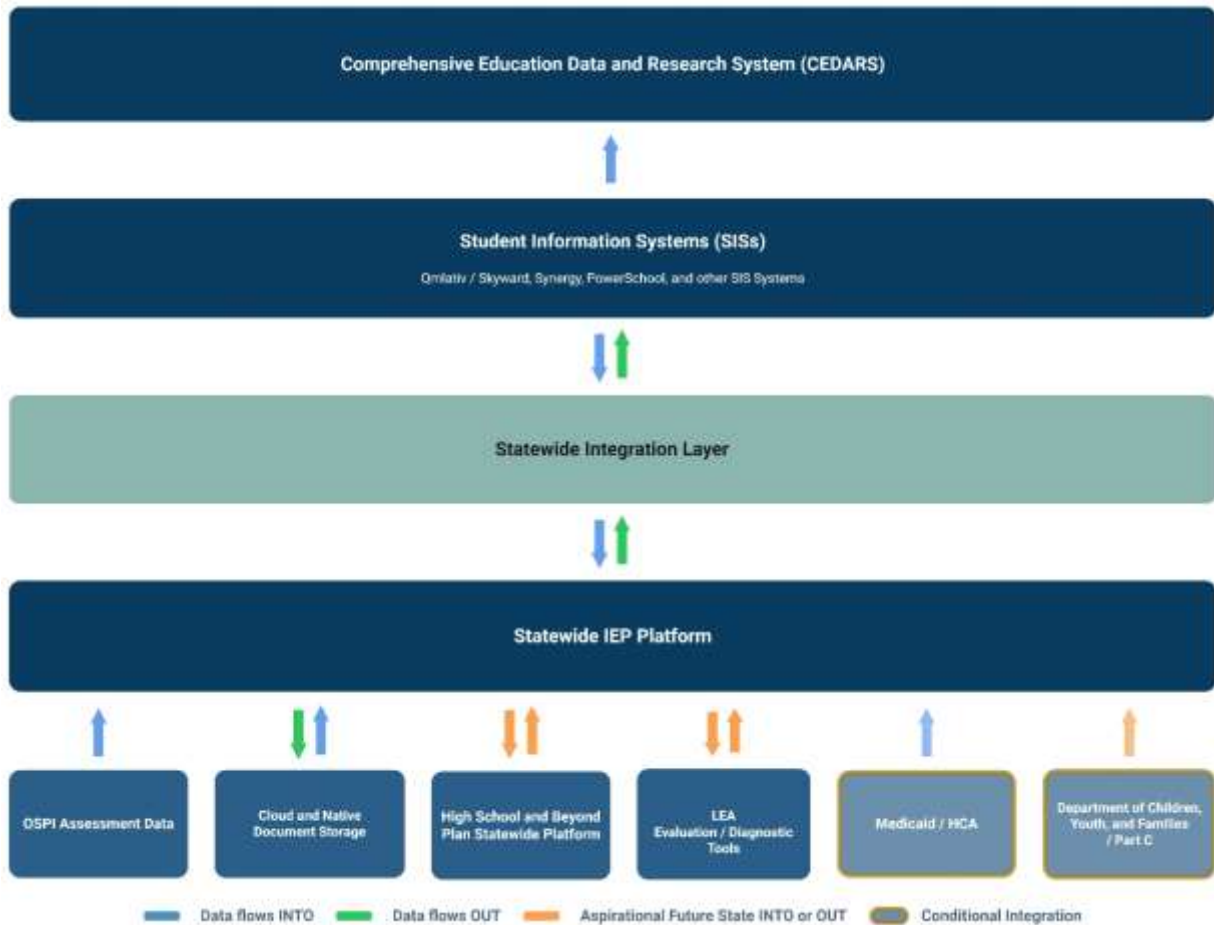 Comprehensive Education Data and Research System (CEDARS)
Student Information Systems (SISs)
Qmlativ / Skyward, Synergy, PowerSchool, and other SIS Systems
Statewide Integration Layer
Statewide IEP Platform
OSPI Assessment Data
Cloud and Native
Document Storage
High School and Beyond
Plan Statewide Platform
LEA
Evaluation / Diagnostic
Tools
Medicaid / HCA
Department of Children,
Youth, and Families
/ Part C
Data flows INTO
Data flows OUT
Aspirational Future State INTO or OUT
Conditional Integration